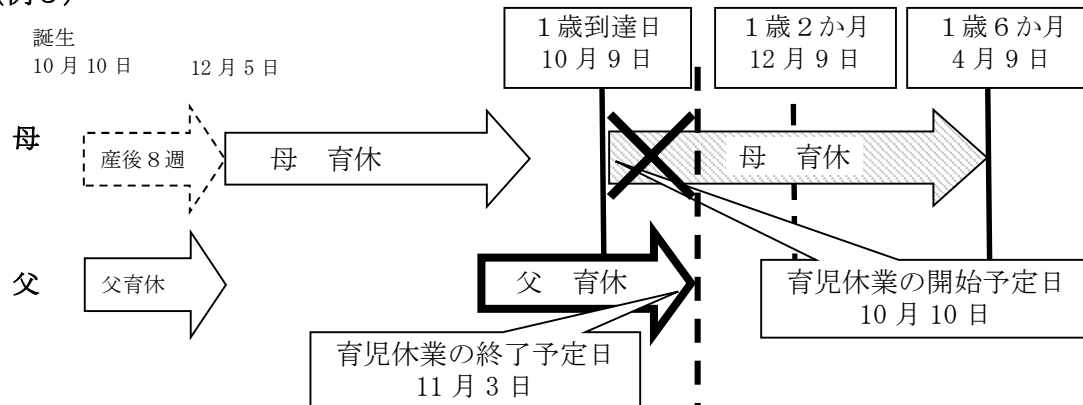 誕生
10月10日
12月5日
1歳到達日
10月9日
1歳2か月
12月9日
1歳6か月
4月9日
母
産後8週
母 育休
母 育休
父
父育休
父 育休
育児休業の開始予定日
10月10日
育児休業の終了予定日
11月3日